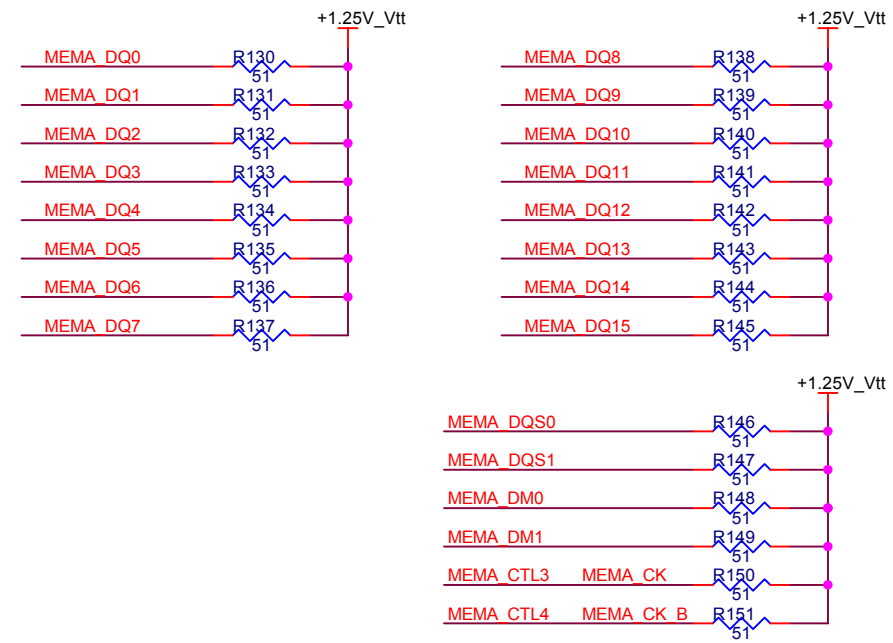 +1.25V_Vtt
MEMA_DQ0 R130 51
MEMA_DQ1 R131 51
MEMA_DQ2 R132 51
MEMA_DQ3 R133 51
MEMA_DQ4 R134 51
MEMA_DQ5 R135 51
MEMA_DQ6 R136 51
MEMA_DQ7 R137 51
+1.25V_Vtt
MEMA_DQ8 R138 51
MEMA_DQ9 R139 51
MEMA_DQ10 R140 51
MEMA_DQ11 R141 51
MEMA_DQ12 R142 51
MEMA_DQ13 R143 51
MEMA_DQ14 R144 51
MEMA_DQ15 R145 51
+1.25V_Vtt
MEMA_DQS0 R146 51
MEMA_DQS1 R147 51
MEMA_DM0 R148 51
MEMA_DM1 R149 51
MEMA_CTL3 MEMA_CK R150 51
MEMA_CTL4 MEMA_CK_B R151 51